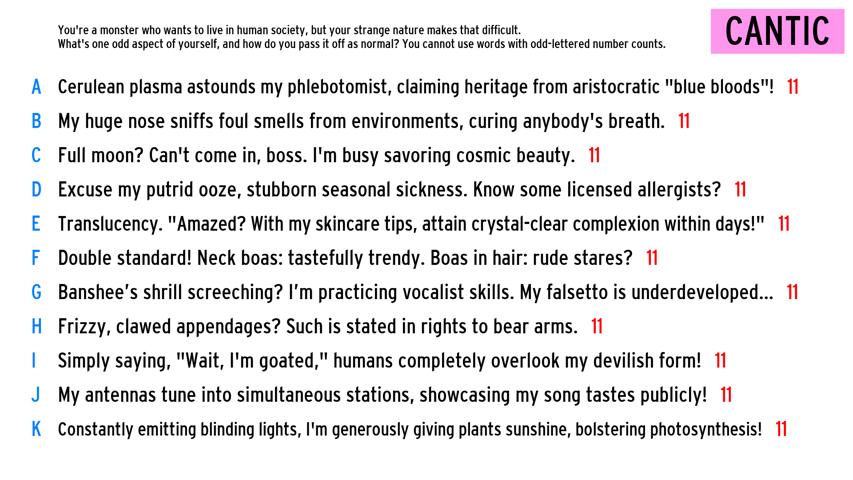 You're a monster who wants to live in human society, but your strange nature makes that difficult.
What's one odd aspect of yourself, and how do you pass it off as normal? You cannot use words with odd-lettered number counts.
CANTIC
A Cerulean plasma astounds my phlebotomist, claiming heritage from aristocratic "blue bloods"! 11
B My huge nose sniffs foul smells from environments, curing anybody's breath. 11
C Full moon? Can't come in, boss. I'm busy savoring cosmic beauty. 11
D Excuse my putrid ooze, stubborn seasonal sickness. Know some licensed allergists? 11
E Translucency. "Amazed? With my skincare tips, attain crystal-clear complexion within days!" 11
F Double standard! Neck boas: tastefully trendy. Boas in hair: rude stares? 11
G Banshee’s shrill screeching? I’m practicing vocalist skills. My falsetto is underdeveloped... 11
H Frizzy, clawed appendages? Such is stated in rights to bear arms. 11
I Simply saying, "Wait, I'm goated," humans completely overlook my devilish form! 11
J My antennas tune into simultaneous stations, showcasing my song tastes publicly! 11
K Constantly emitting blinding lights, I'm generously giving plants sunshine, bolstering photosynthesis! 11